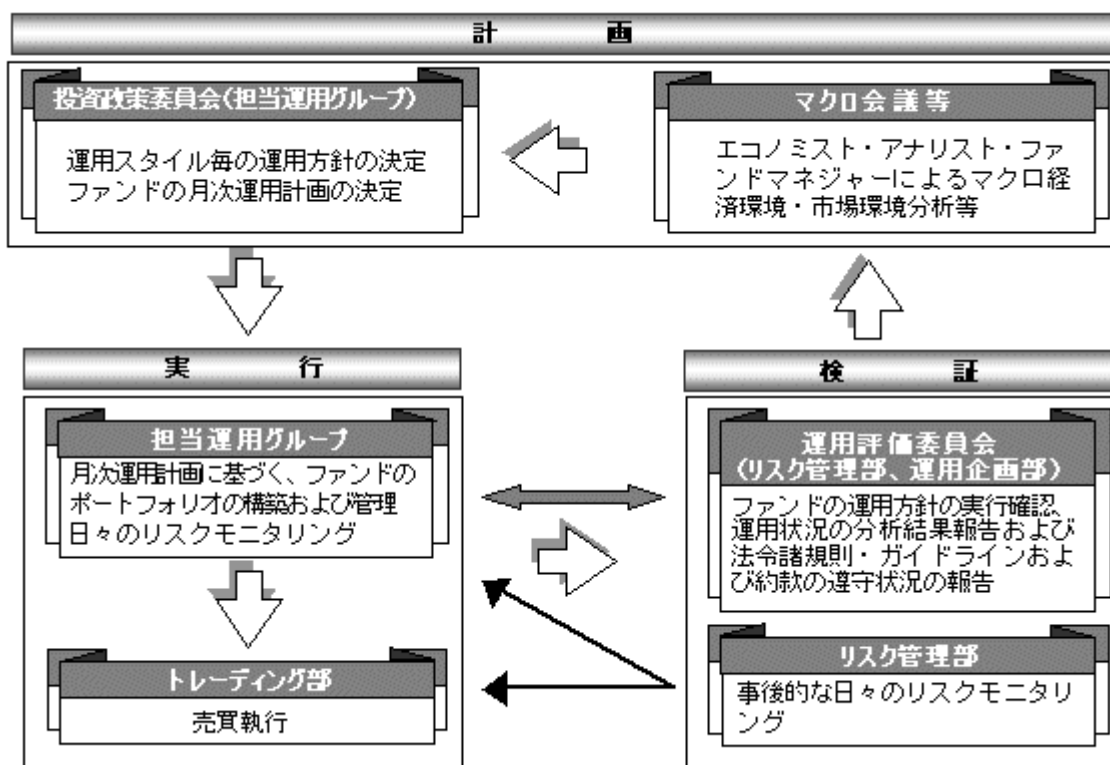 計画
投資政策委員会(担当運用グループ)
運用スタイル毎の運用方針の決定
ファンドの月次運用計画の決定
マクロ会議等
エコノミスト・アナリスト・ファ
ンドマネジャーによるマクロ経
済環境・市場環境分析等
実行
担当運用グループ
月次運用計画に基づく、ファンドの
ポートフォリオの構築および管理
日々のリスクモニタリング
トレーディング部
売買執行
検証
運用評価委員会
(リスク管理部、運用企画部)
ファンドの運用方針の実行確認、
運用状況の分析結果報告および
法令諸規則・ガイドラインおよ
び約款の遵守状況の報告
リスク管理部
事後的な日々のリスクモニタリ
ング